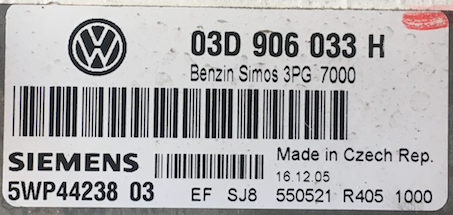 03D 906 033 H
Benzin Simos 3PG 7000
SIEMENS
Made in Czech Rep.
16.12.05
5WP44238 03
EF SJ8 550521 R405 1000